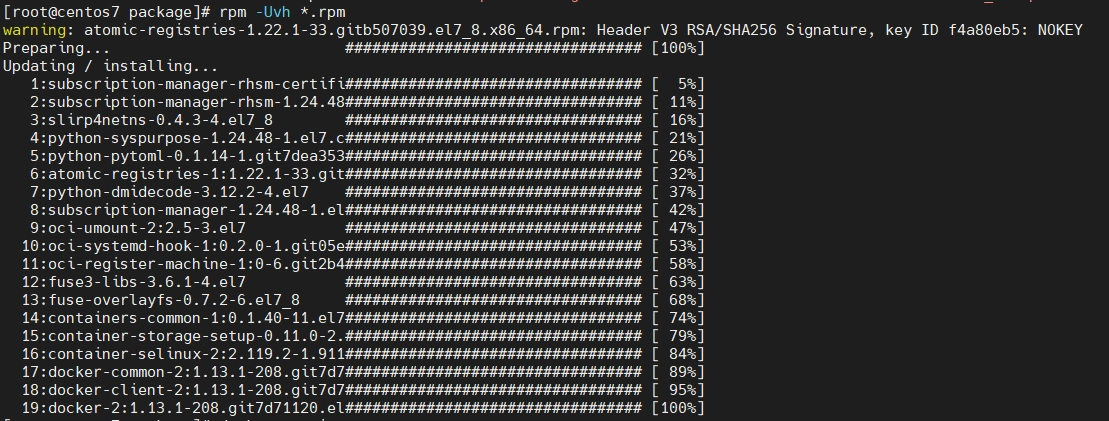 [root@centos7 package]# rpm -Uvh *.rpm
warning: atomic-registries-1.22.1-33.gitb507039.el7_8.x86_64.rpm: Header V3 RSA/SHA256 Signature, key ID f4a80eb5: NOKEY
Preparing...                          ################################# [100%]
Updating / installing...
   1:subscription-manager-rhsm-certifi################################# [  5%]
   2:subscription-manager-rhsm-1.24.48################################# [ 11%]
   3:slirp4netns-0.4.3-4.el7_8        ################################# [ 16%]
   4:python-syspurpose-1.24.48-1.el7.c################################# [ 21%]
   5:python-pytoml-0.1.14-1.git7dea353################################# [ 26%]
   6:atomic-registries-1:1.22.1-33.git################################# [ 32%]
   7:python-dmidecode-3.12.2-4.el7    ################################# [ 37%]
   8:subscription-manager-1.24.48-1.el################################# [ 42%]
   9:oci-umount-2:2.5-3.el7           ################################# [ 47%]
  10:oci-systemd-hook-1:0.2.0-1.git05e################################# [ 53%]
  11:oci-register-machine-1:0-6.git2b4################################# [ 58%]
  12:fuse3-libs-3.6.1-4.el7           ################################# [ 63%]
  13:fuse-overlayfs-0.7.2-6.el7_8     ################################# [ 68%]
  14:containers-common-1:0.1.40-11.el7################################# [ 74%]
  15:container-storage-setup-0.11.0-2.################################# [ 79%]
  16:container-selinux-2:2.119.2-1.911################################# [ 84%]
  17:docker-common-2:1.13.1-208.git7d7################################# [ 89%]
  18:docker-client-2:1.13.1-208.git7d7################################# [ 95%]
  19:docker-2:1.13.1-208.git7d71120.el################################# [100%]